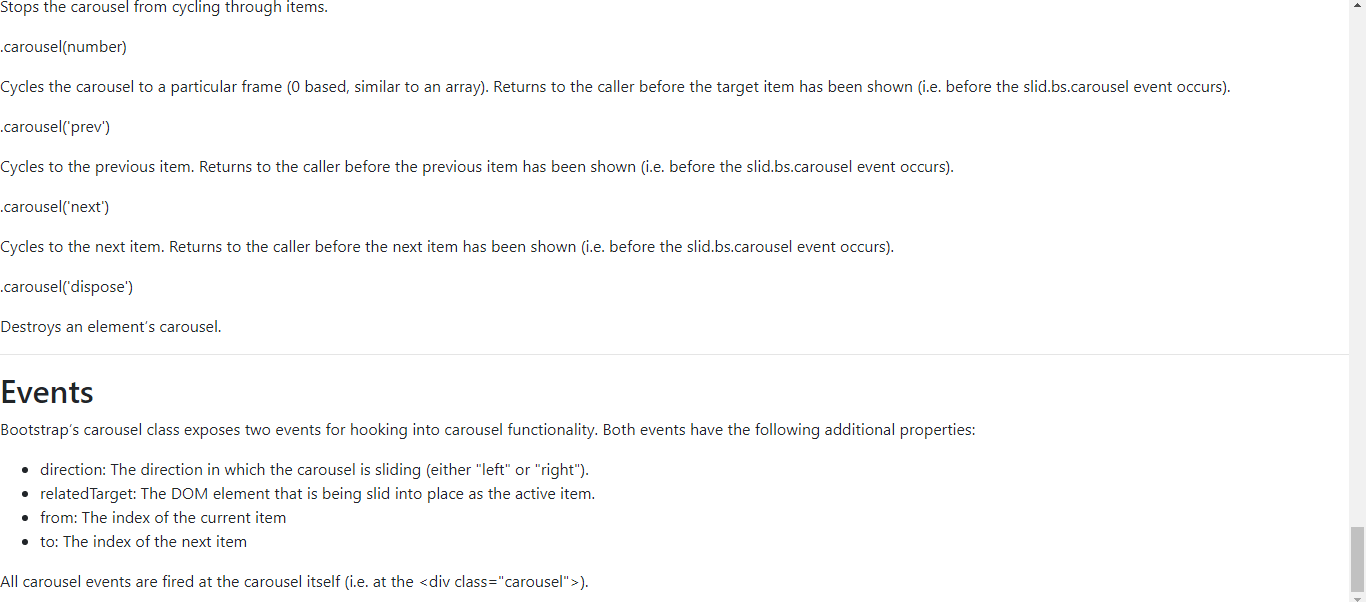 Stops the carousel from cycling through items.
.carousel(number)
Cycles the carousel to a particular frame (0 based, similar to an array). Returns to the caller before the target item has been shown (i.e. before the slid.bs.carousel event occurs).
.carousel('prev')
Cycles to the previous item. Returns to the caller before the previous item has been shown (i.e. before the slid.bs.carousel event occurs).
.carousel('next')
Cycles to the next item. Returns to the caller before the next item has been shown (i.e. before the slid.bs.carousel event occurs).
.carousel('dispose')
Destroys an element’s carousel.
Events
Bootstrap’s carousel class exposes two events for hooking into carousel functionality. Both events have the following additional properties:
• direction: The direction in which the carousel is sliding (either "left" or "right").
• relatedTarget: The DOM element that is being slid into place as the active item.
• from: The index of the current item
• to: The index of the next item
All carousel events are fired at the carousel itself (i.e. at the <div class="carousel">).